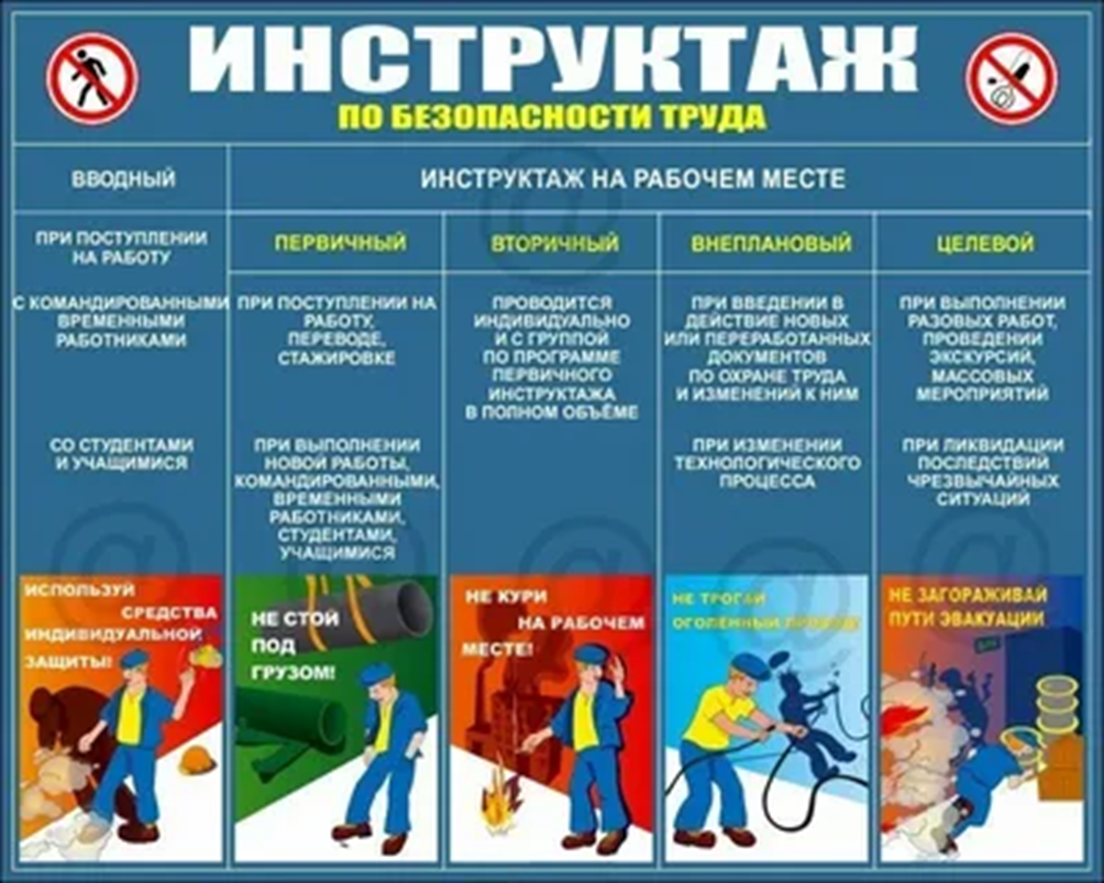 ИНСТРУКТАЖ
ПО БЕЗОПАСНОСТИ ТРУДА
ВВОДНЫЙ
ИНСТРУКТАЖ НА РАБОЧЕМ МЕСТЕ
ПРИ ПОСТУПЛЕНИИ
НА РАБОТУ
С КОМАНДИРОВАННЫМИ
ВРЕМЕННЫМИ
РАБОТНИКАМИ
СО СТУДЕНТАМИ
И УЧАЩИМИСЯ
ПЕРВИЧНЫЙ
ПРИ ПОСТУПЛЕНИИ НА
РАБОТУ,
ПЕРЕВОДЕ,
СТАЖИРОВКЕ
ПРИ ВЫПОЛНЕНИИ
НОВОЙ РАБОТЫ,
КОМАНДИРОВАННЫМИ,
ВРЕМЕННЫМИ
РАБОТНИКАМИ,
СТУДЕНТАМИ,
УЧАЩИМИСЯ
ВТОРИЧНЫЙ
ПРОВОДИТСЯ
ИНДИВИДУАЛЬНО
И С ГРУППОЙ
ПО ПРОГРАММЕ
ПЕРВИЧНОГО
ИНСТРУКТАЖА
В ПОЛНОМ ОБЪЁМЕ
ВНЕПЛАНОВЫЙ
ПРИ ВВЕДЕНИИ В
ДЕЙСТВИЕ НОВЫХ
ИЛИ ПЕРЕРАБОТАННЫХ
ДОКУМЕНТОВ
ПО ОХРАНЕ ТРУДА
И ИЗМЕНЕНИЙ К НИМ
ПРИ ИЗМЕНЕНИИ
ТЕХНОЛОГИЧЕСКОГО
ПРОЦЕССА
ЦЕЛЕВОЙ
ПРИ ВЫПОЛНЕНИИ
РАЗОВЫХ РАБОТ,
ПРОВЕДЕНИИ
ЭКСКУРСИЙ,
МАССОВЫХ
МЕРОПРИЯТИЙ
ПРИ ЛИКВИДАЦИИ
ПОСЛЕДСТВИЙ
ЧРЕЗВЫЧАЙНЫХ
СИТУАЦИЙ
ИСПОЛЬЗУЙ
СРЕДСТВА
ИНДИВИДУАЛЬНОЙ
ЗАЩИТЫ!
НЕ СТОЙ
ПОД
ГРУЗОМ!
НЕ КУРИ
НА РАБОЧЕМ
МЕСТЕ!
НЕ ТРОГАЙ
ОГОЛЕННЫЙ
НЕ ЗАГОРАЖИВАЙ
ПУТИ ЭВАКУАЦИИ